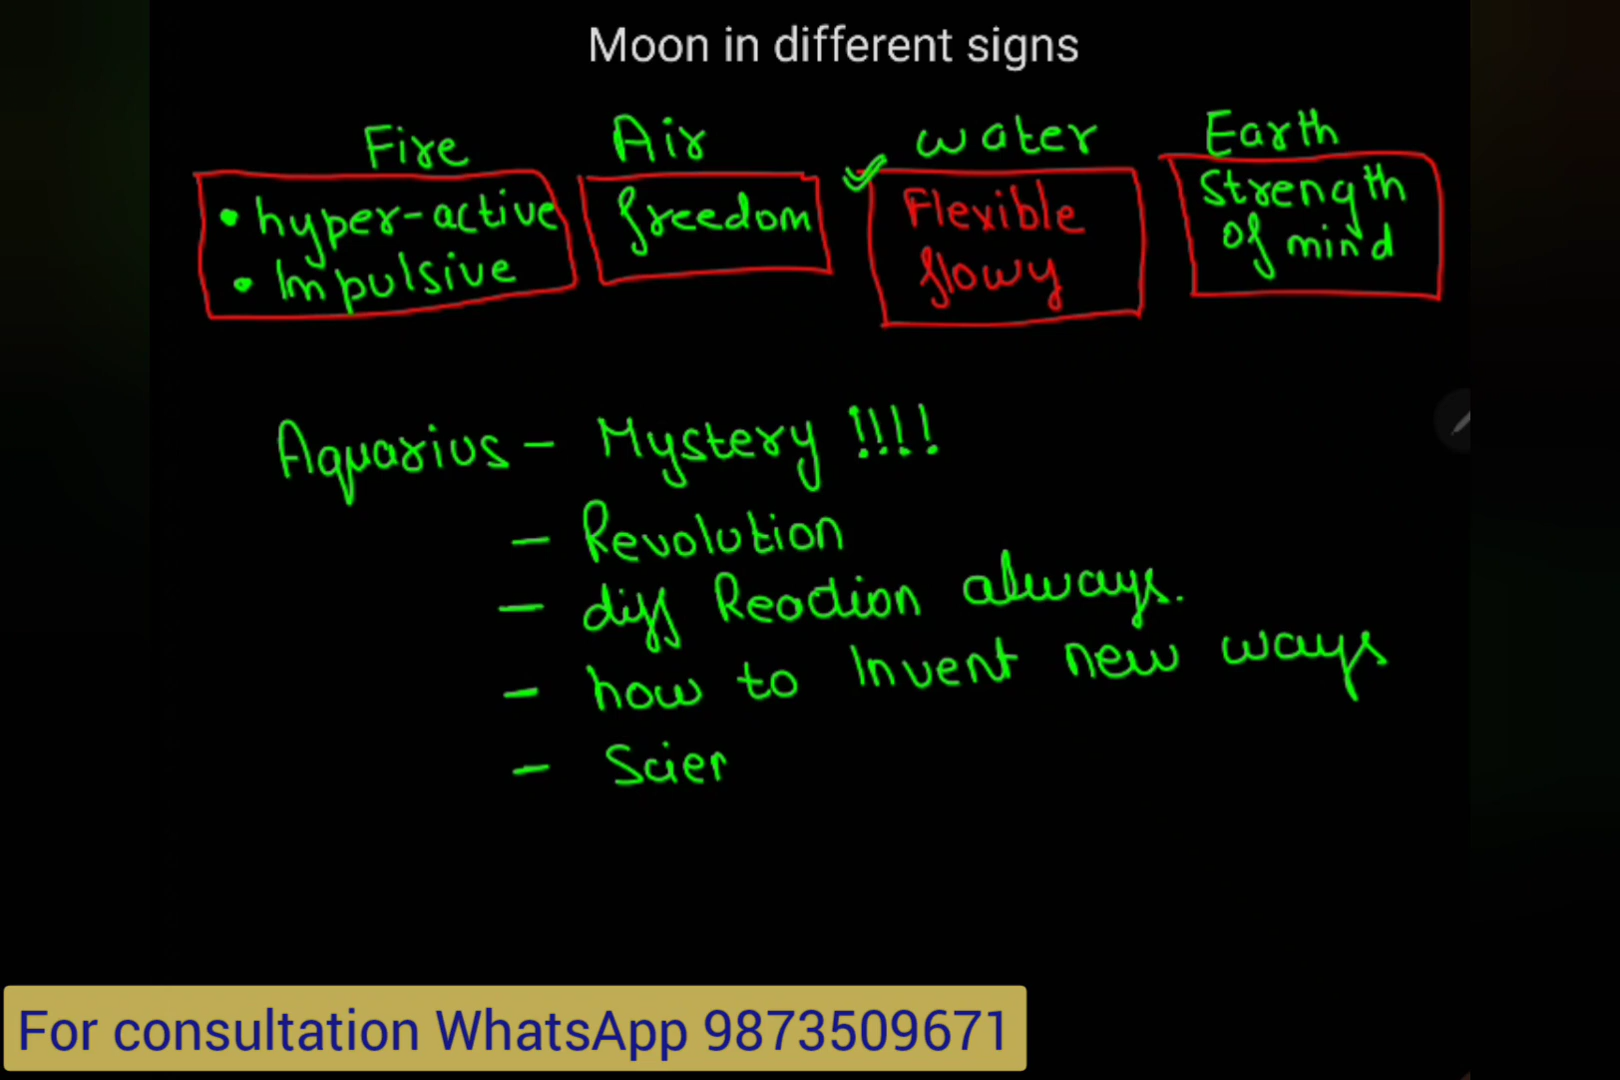 Moon in different signs
Fire Air water Earth
• hyper-active
• Impulsive
freedom
Flexible
flowy
Strength
Of mind
Aquarius - Mystery !!!!
- Revolution
- diff Reaction always.
- how to Invent new ways
- Scier
For consultation WhatsApp 9873509671